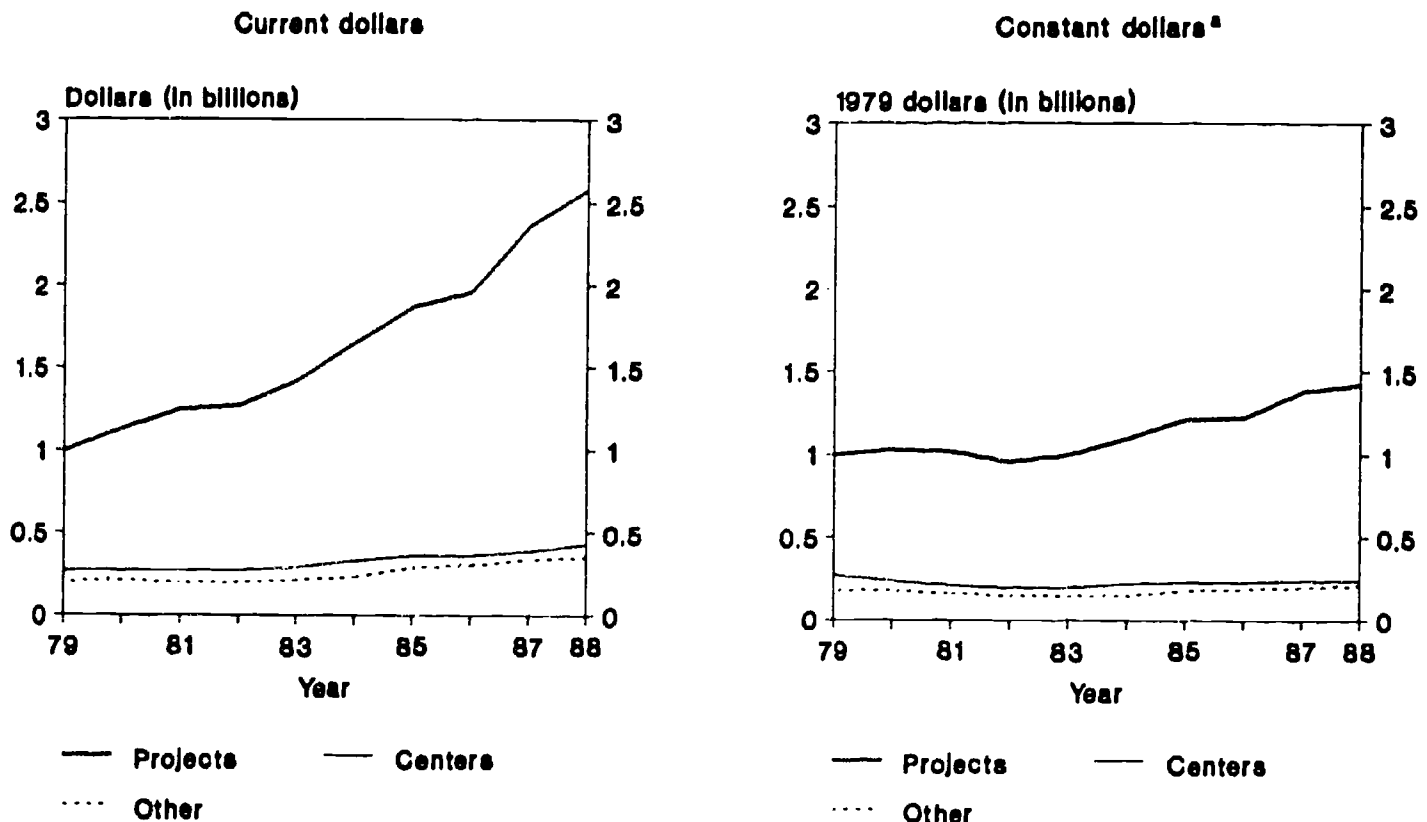 Current dollars
Dollars (in billions)
3 3
2.5 2.5
2 2
1.5 1.5
1 1
0.5 0.5
0 0
79 81 83 85 87 88
Year
Projects Centers
Other
Constant dollarsª
1979 dollars (in billions)
3 3
2.5 2.5
2 2
1.5 1.5
1 1
0.5 0.5
0 0
79 81 83 85 87 88
Year
Projects Centers
Other